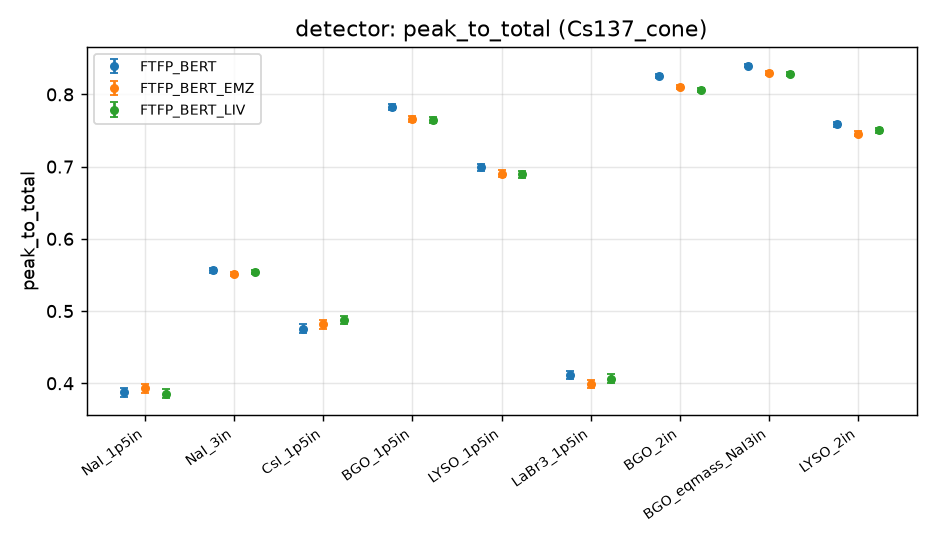 detector: peak_to_total (Cs137_cone)
FTFP_BERT
FTFP_BERT_EMZ
FTFP_BERT_LIV
peak_to_total
0.8
0.7
0.6
0.5
0.4
NaI_1p5in
NaI_3in
CsI_1p5in
BGO_1p5in
LYSO_1p5in
LaBr3_1p5in
BGO_2in
BGO_eqmass_NaI3in
LYSO_2in